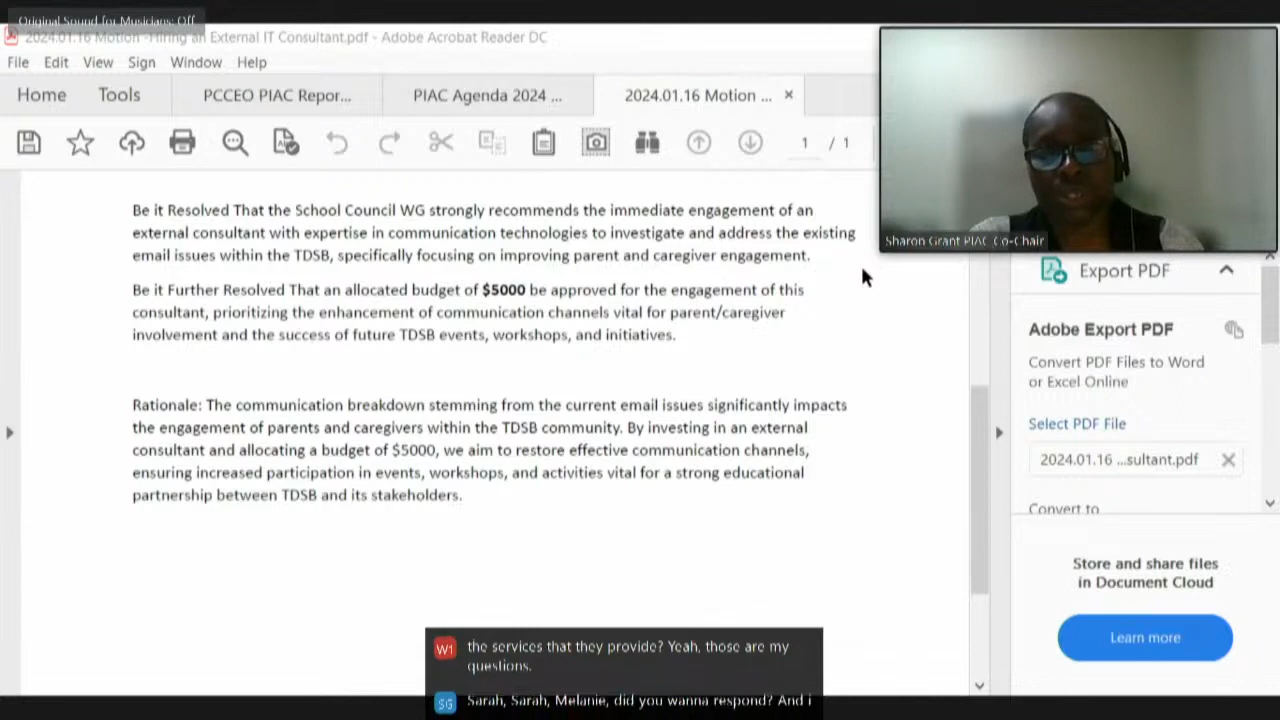 Original Sound for Musicians: Off
2024.01.16 Motion -Hiring an External IT Consultant.pdf - Adobe Acrobat Reader DC
File Edit View Sign Window Help
Home Tools PCCEO PIAC Repor... PIAC Agenda 2024 ... 2024.01.16 Motion ... ×
1 / 1
Be it Resolved That the School Council WG strongly recommends the immediate engagement of an
external consultant with expertise in communication technologies to investigate and address the existing
email issues within the TDSB, specifically focusing on improving parent and caregiver engagement.
Be it Further Resolved That an allocated budget of $5000 be approved for the engagement of this
consultant, prioritizing the enhancement of communication channels vital for parent/caregiver
involvement and the success of future TDSB events, workshops, and initiatives.
Rationale: The communication breakdown stemming from the current email issues significantly impacts
the engagement of parents and caregivers within the TDSB community. By investing in an external
consultant and allocating a budget of $5000, we aim to restore effective communication channels,
ensuring increased participation in events, workshops, and activities vital for a strong educational
partnership between TDSB and its stakeholders.
Sharon Grant PIAC Co-Chair
Export PDF
Adobe Export PDF
Convert PDF Files to Word
or Excel Online
Select PDF File
2024.01.16 ...sultant.pdf
Convert to
Store and share files
in Document Cloud
Learn more
W1 the services that they provide? Yeah, those are my
questions.
SG Sarah, Sarah, Melanie, did you wanna respond? And i